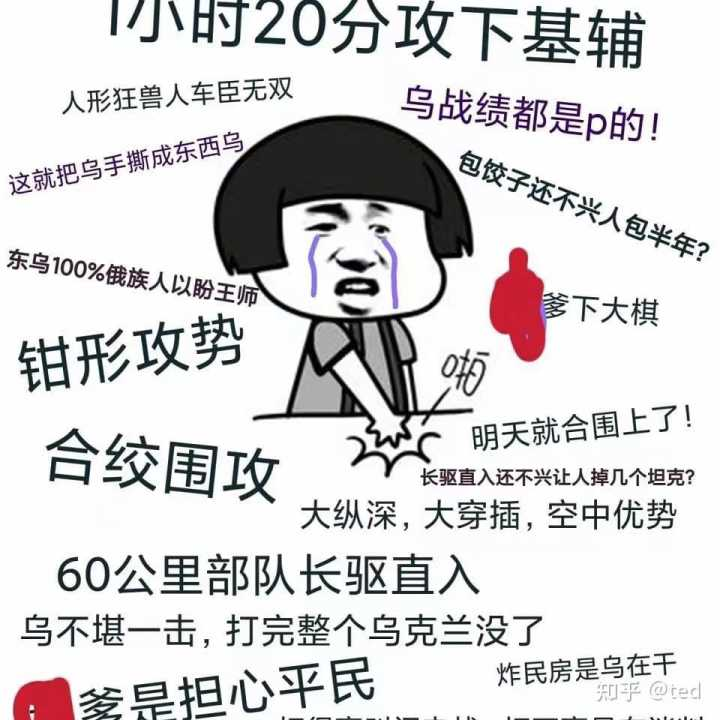 1小时20分攻下基辅
人形狂兽人车臣无双
乌战绩都是p的！
这就把乌手撕成东西乌
包饺子还不兴人包半年？
东乌100%俄族人以盼王师
爹下大棋
钳形攻势
啪
明天就合围上了！
合绞围攻
长驱直入还不兴让人掉几个坦克？
大纵深，大穿插，空中优势
60公里部队长驱直入
乌不堪一击，打完整个乌克兰没了
爹是担心平民
炸民房是乌在干
知乎 @ted